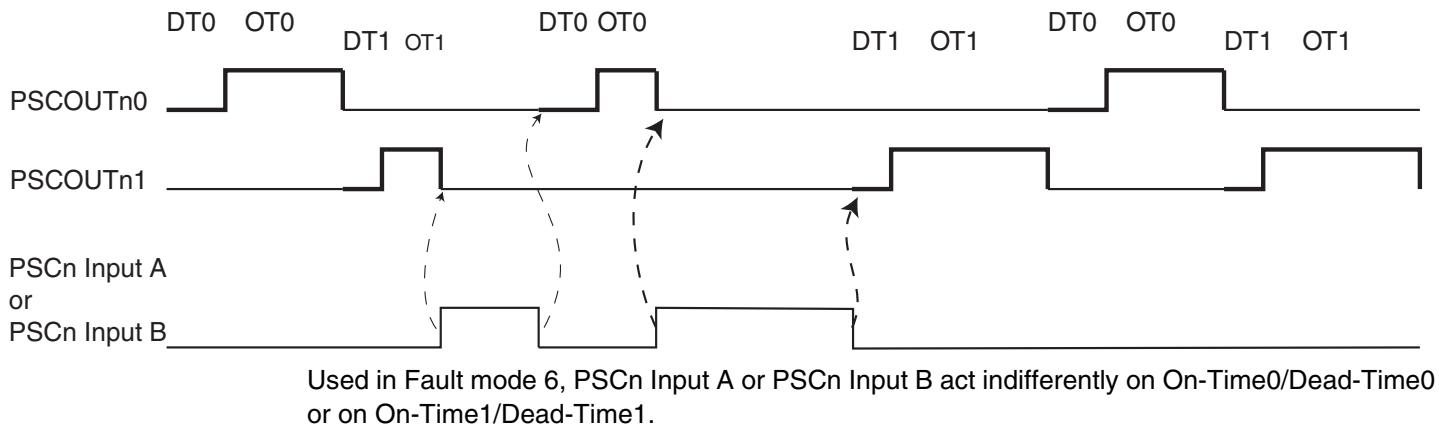 DT0 OT0 DT1 OT1 DT0 OT0 DT1 OT1 DT0 OT0 DT1 OT1
PSCOUTn0
PSCOUTn1
PSCn Input A
or
PSCn Input B
Used in Fault mode 6, PSCn Input A or PSCn Input B act indifferently on On-Time0/Dead-Time0
or on On-Time1/Dead-Time1.